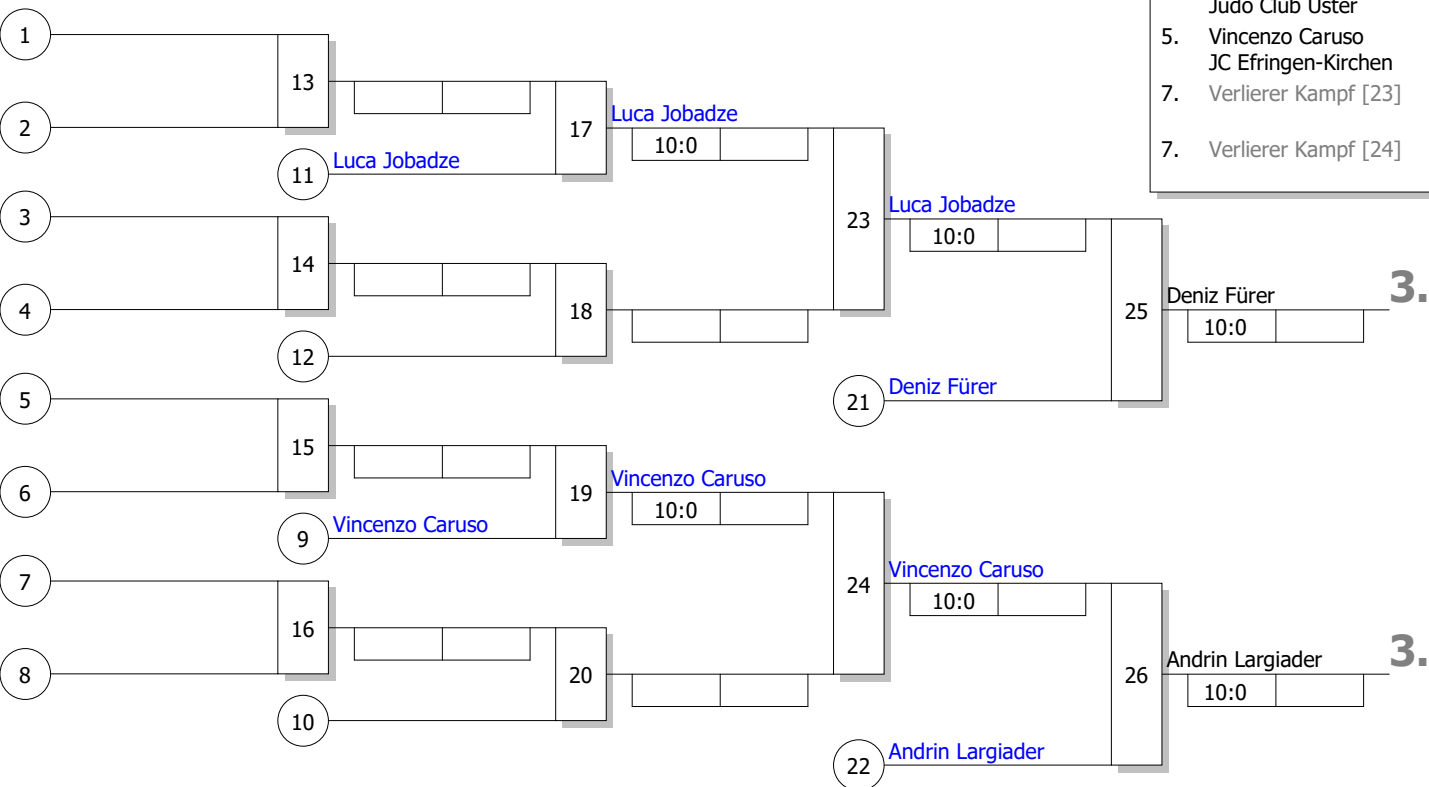 Judo Club Uster
5. Vincenzo Caruso
JC Efringen-Kirchen
7. Verlierer Kampf [23]
7. Verlierer Kampf [24]
1
13
2
17
Luca Jobadze
10:0
11
Luca Jobadze
3
23
Luca Jobadze
10:0
14
4
18
12
25
Deniz Fürer
3.
10:0
5
21
Deniz Fürer
15
6
19
Vincenzo Caruso
10:0
9
Vincenzo Caruso
7
24
Vincenzo Caruso
10:0
16
8
20
10
26
Andrin Largiader
3.
10:0
22
Andrin Largiader